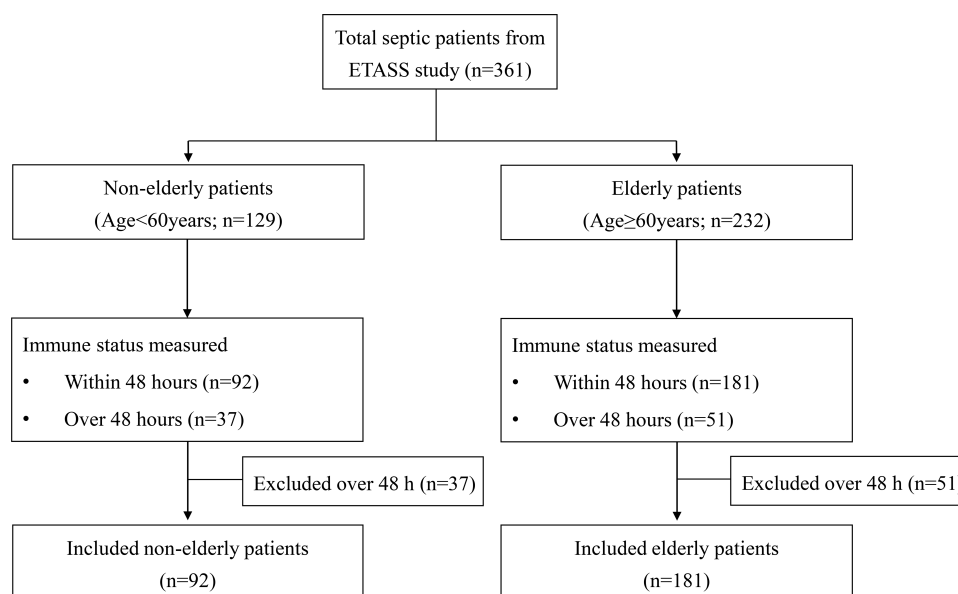 Total septic patients from
ETASS study (n=361)
Non-elderly patients
(Age<60years; n=129)
Elderly patients
(Age≥60years; n=232)
Immune status measured
• Within 48 hours (n=92)
• Over 48 hours (n=37)
Immune status measured
• Within 48 hours (n=181)
• Over 48 hours (n=51)
Excluded over 48 h (n=37)
Excluded over 48 h (n=51)
Included non-elderly patients
(n=92)
Included elderly patients
(n=181)